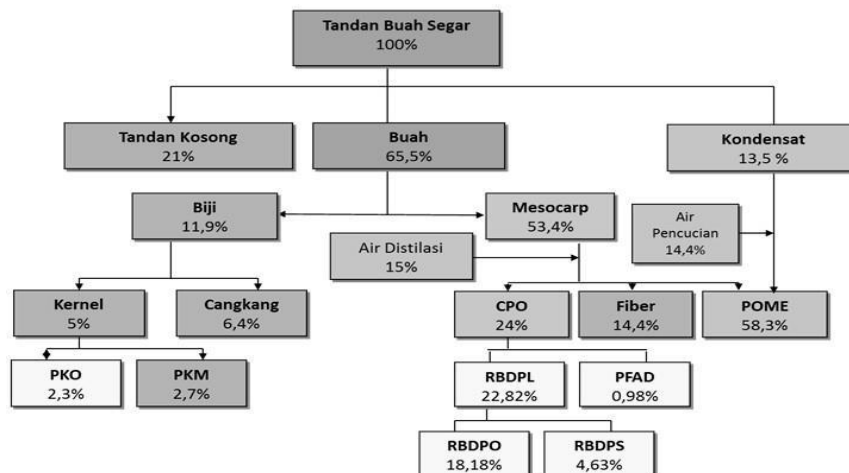 Tandan Buah Segar
100%
Tandan Kosong
21%
Buah
65,5%
Kondensat
13,5 %
Biji
11,9%
Mesocarp
53,4%
Air
Pencucian
14,4%
Air Distilasi
15%
Kernel
5%
Cangkang
6,4%
CPO
24%
Fiber
14,4%
POME
58,3%
PKO
2,3%
PKM
2,7%
RBDPL
22,82%
PFAD
0,98%
RBDPO
18,18%
RBDPS
4,63%